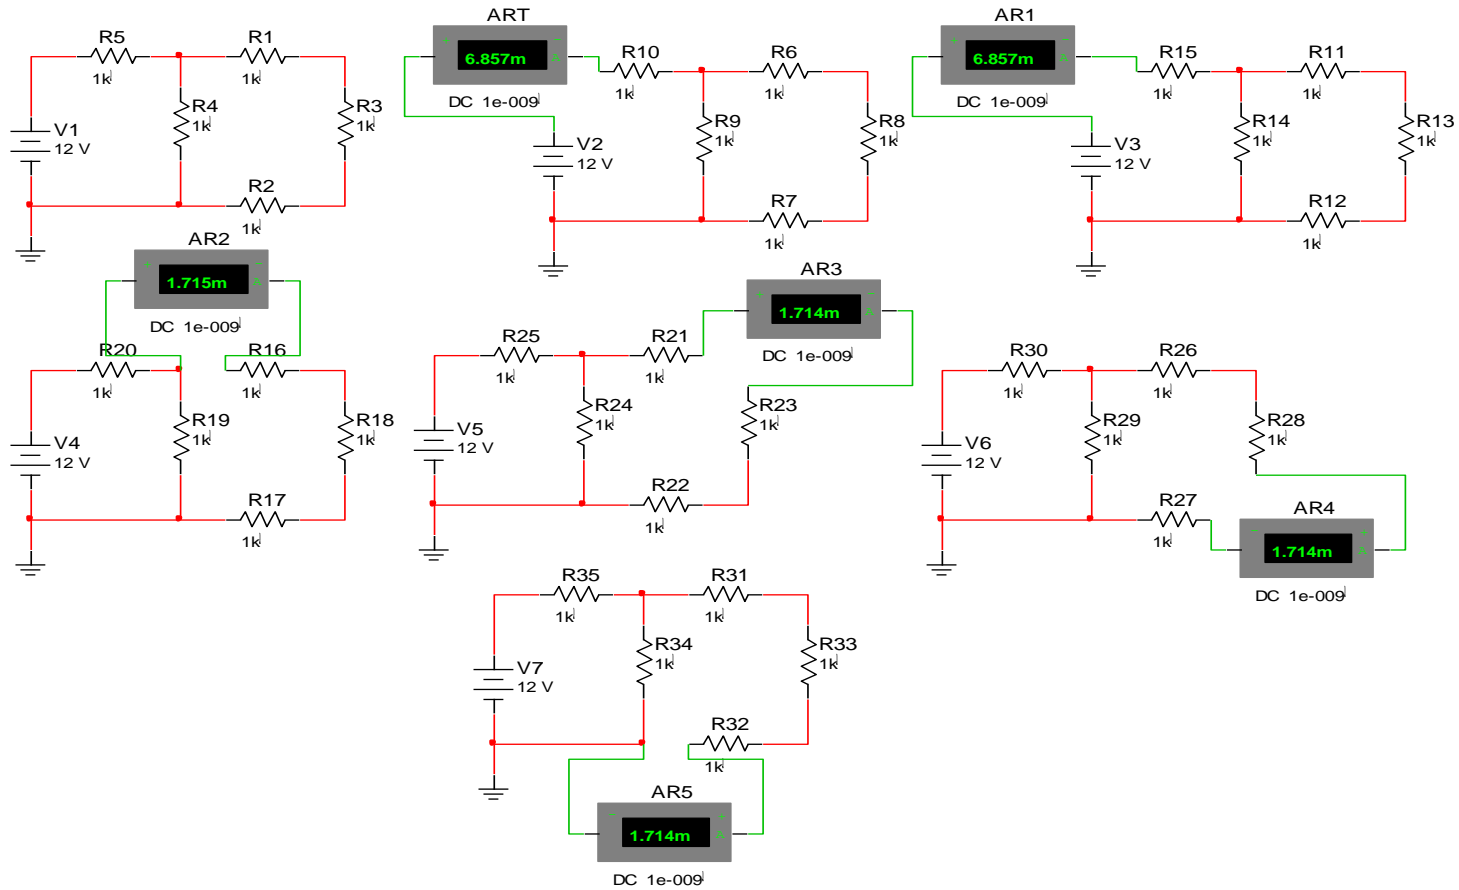 ART
AR1
R5
R1
1k
1k
R4
1k
R3
1k
V1
12 V
R2
1k
+
6.857m
-
A
DC 1e-009
R10
1k
R6
1k
R9
1k
R8
1k
V2
12 V
R7
1k
+
6.857m
-
A
DC 1e-009
R15
1k
R11
1k
R14
1k
R13
1k
V3
12 V
R12
1k
AR2
+
1.715m
-
A
DC 1e-009
R20
1k
R16
1k
R19
1k
R18
1k
V4
12 V
R17
1k
AR3
+
1.714m
-
A
DC 1e-009
R25
1k
R21
1k
R24
1k
R23
1k
V5
12 V
R22
1k
R30
1k
R26
1k
R29
1k
R28
1k
V6
12 V
R27
1k
AR4
-
1.714m
+
A
DC 1e-009
R35
1k
R31
1k
R34
1k
R33
1k
V7
12 V
R32
1k
AR5
-
1.714m
+
A
DC 1e-009